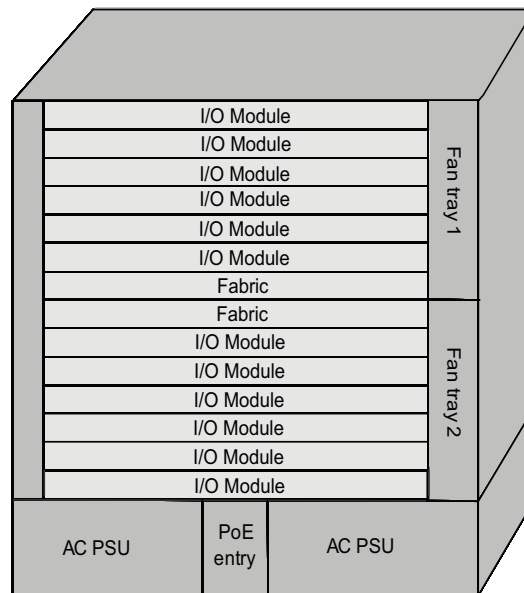 I/O Module
I/O Module
I/O Module
I/O Module
I/O Module
I/O Module
Fabric
Fan tray 1
Fabric
I/O Module
I/O Module
I/O Module
I/O Module
I/O Module
I/O Module
Fan tray 2
AC PSU
PoE
entry
AC PSU